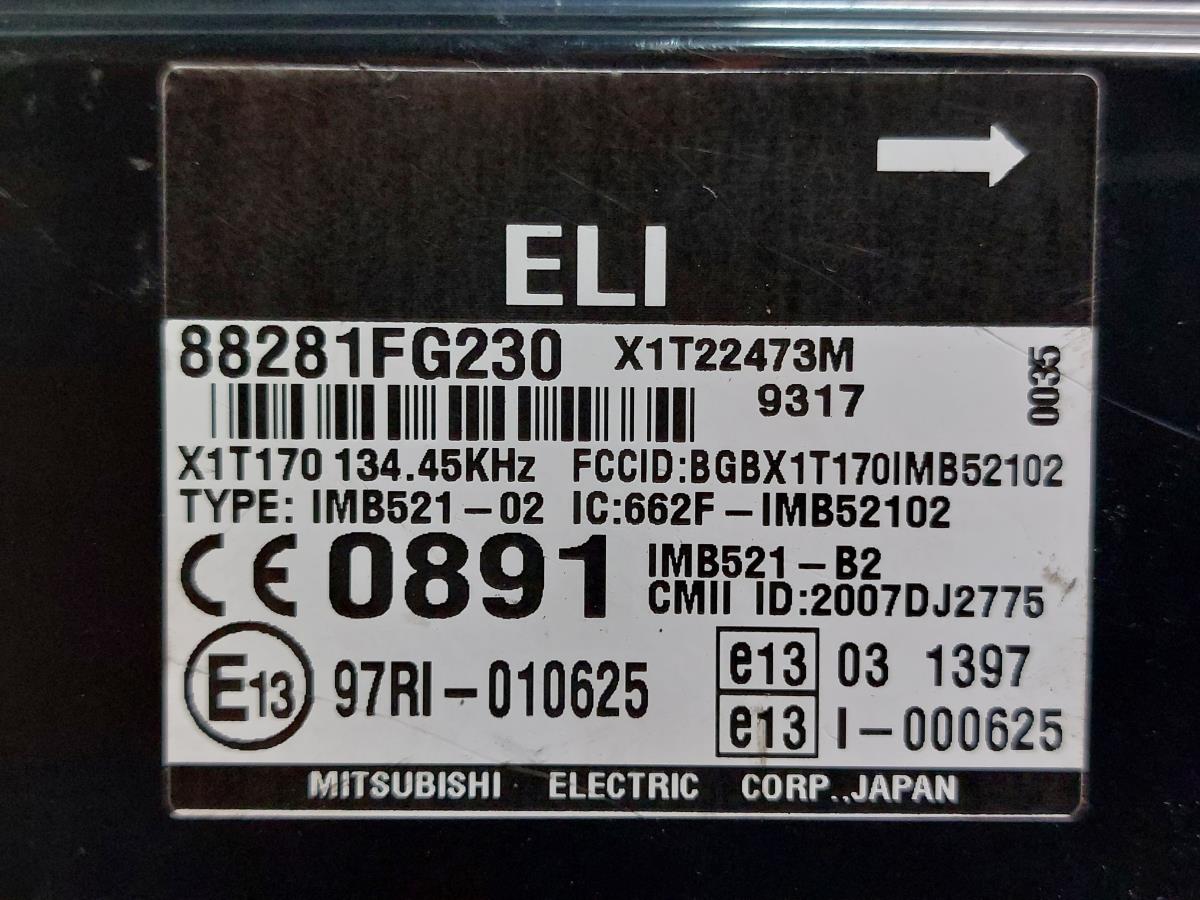 ELI
88281FG230 X1T22473M
9317
0035
X1T170 134.45KHz FCCID:BGBX1T170IMB52102
TYPE: IMB521-02 IC:662F-IMB52102
CE 0891 IMB521-B2
CMII ID:2007DJ2775
E13 97RI-010625 e13 03 1397
e13 I-000625
MITSUBISHI ELECTRIC CORP.,JAPAN